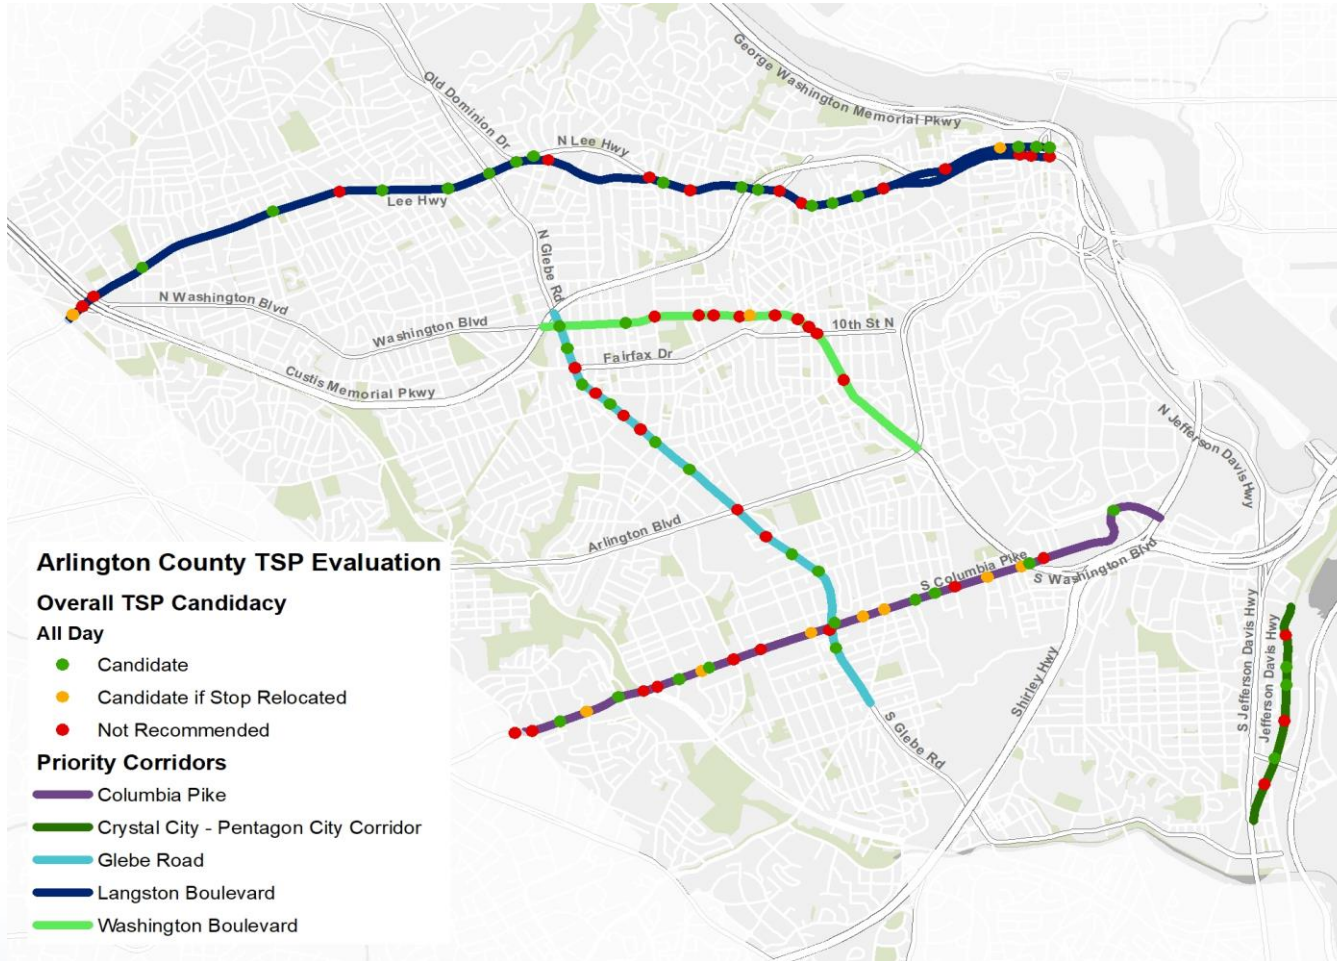 George Washington Memorial Pkwy
Old Dominion Dr
N Lee Hwy
Lee Hwy
N Glebe Rd
N Washington Blvd
Washington Blvd
10th St N
Fairfax Dr
Custis Memorial Pkwy
N Jefferson Davis Hwy
Arlington Blvd
S Columbia Pike
S Washington Blvd
S Jefferson Davis Hwy
Jefferson Davis Hwy
Shirley Hwy
S Glebe Rd
Arlington County TSP Evaluation
Overall TSP Candidacy
All Day
Candidate
Candidate if Stop Relocated
Not Recommended
Priority Corridors
Columbia Pike
Crystal City - Pentagon City Corridor
Glebe Road
Langston Boulevard
Washington Boulevard